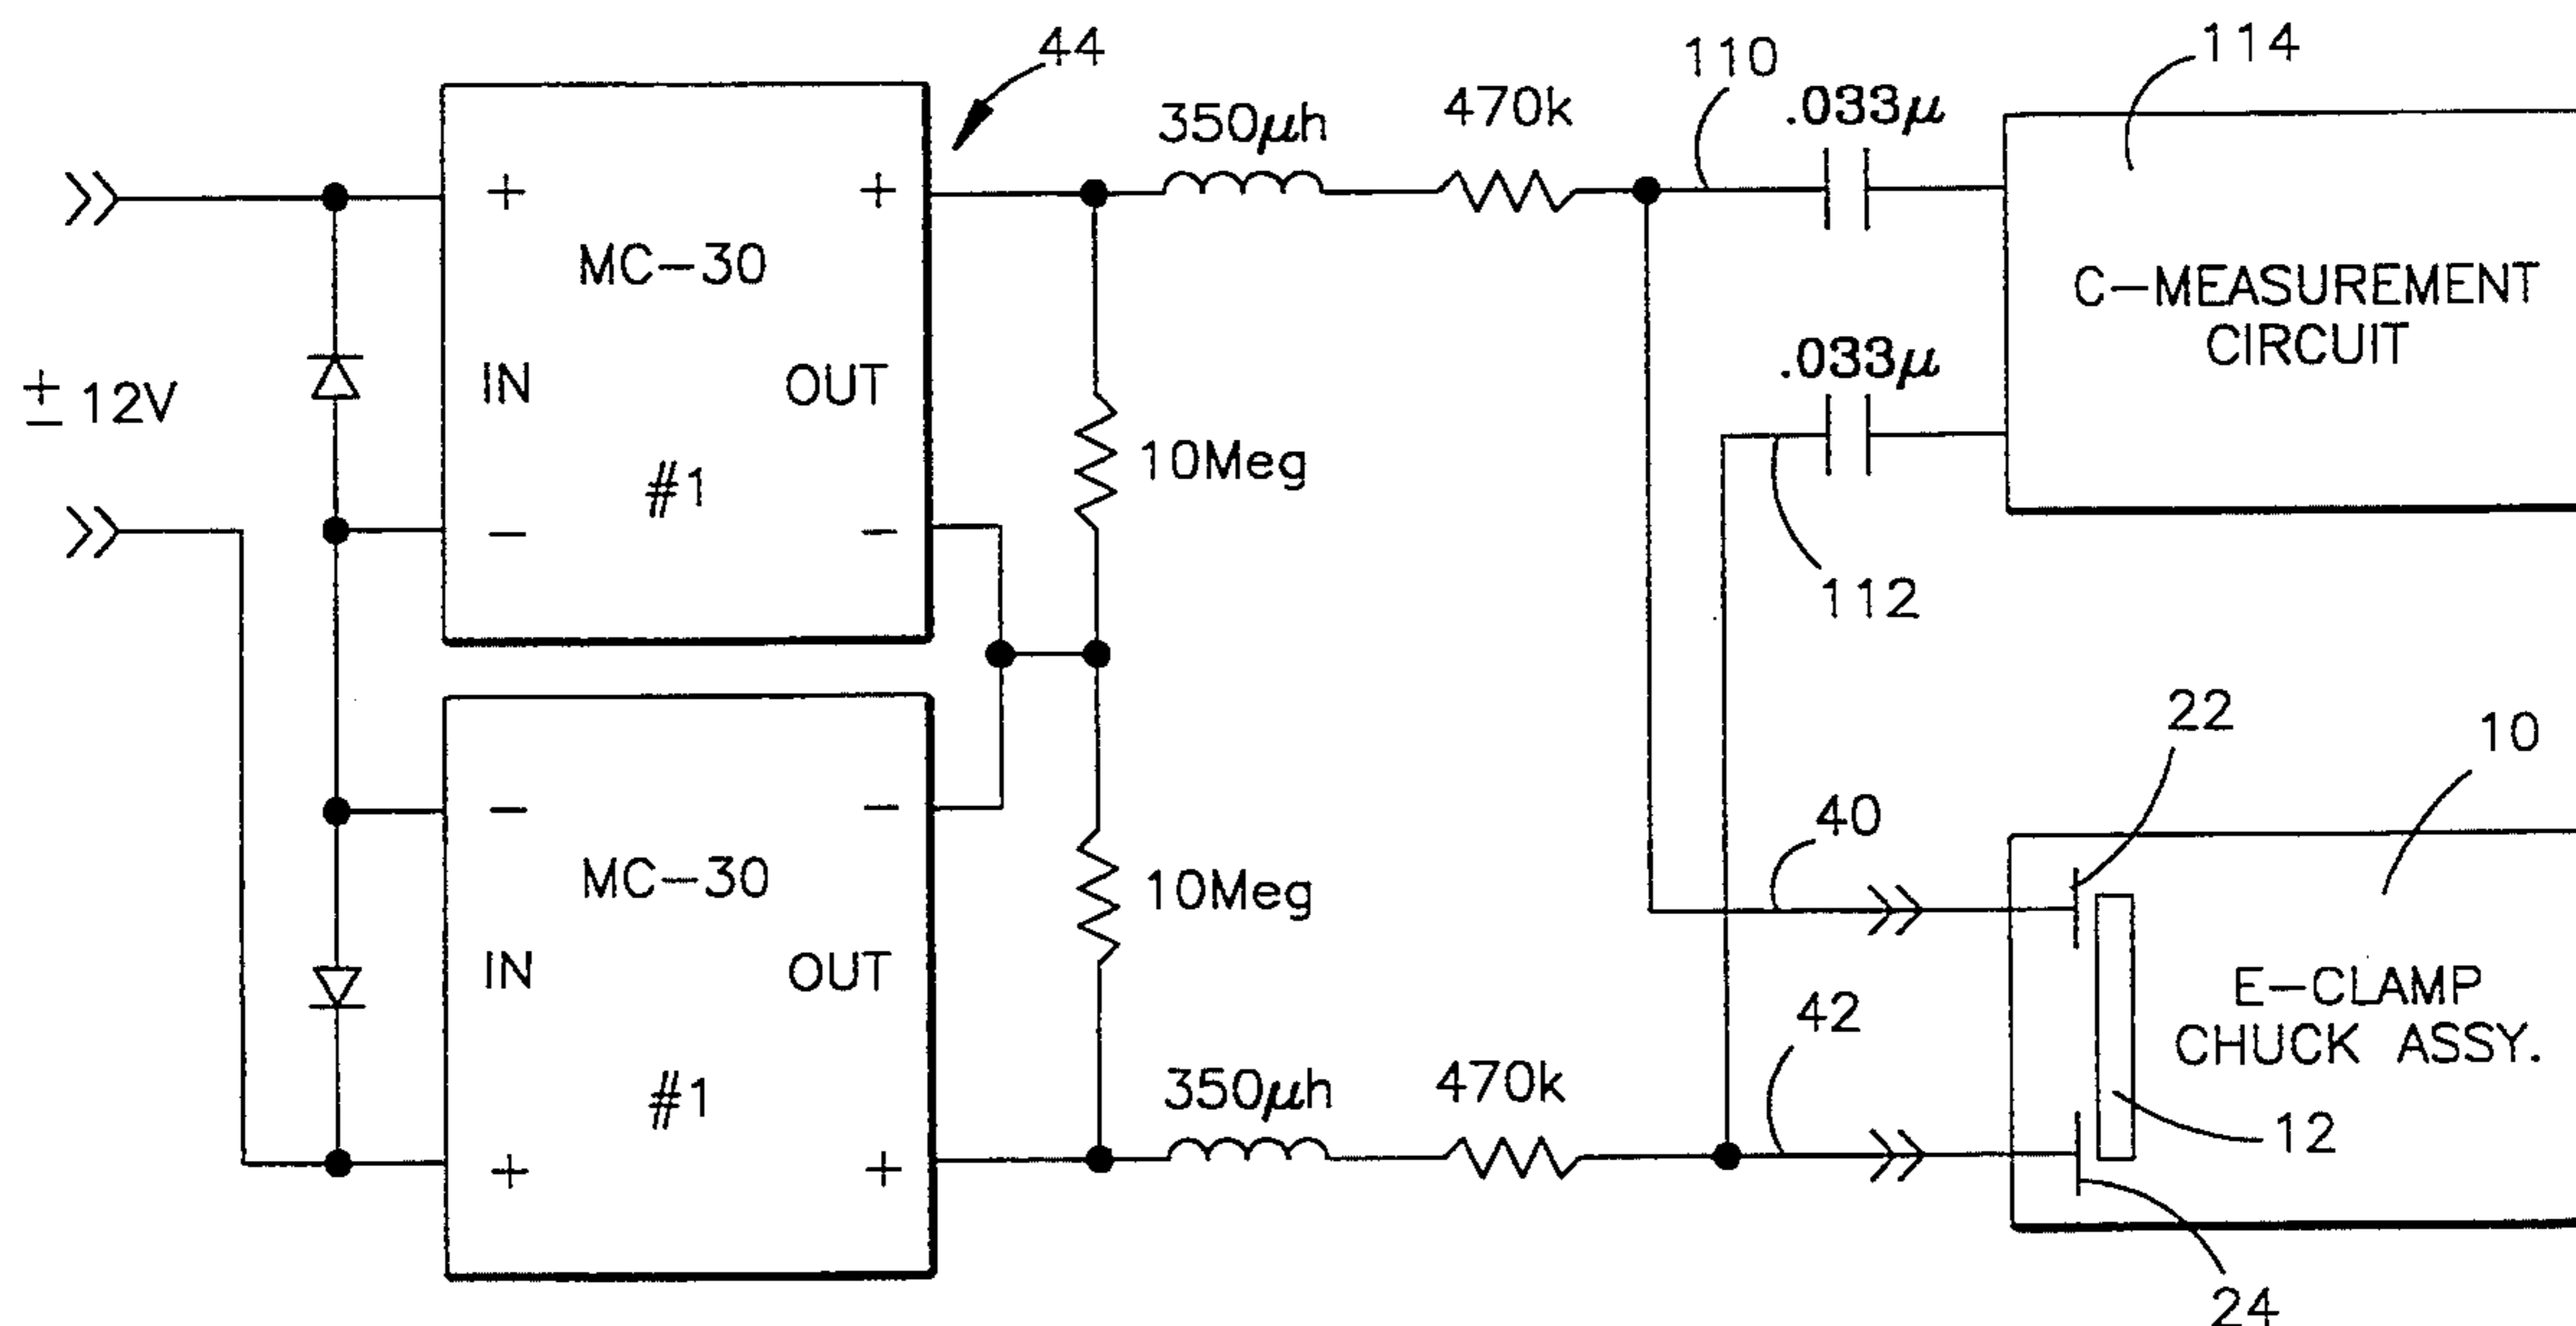 44
110
114
350μh
470k
.033μ
+
+
MC-30
IN
OUT
#1
-
-
± 12V
10Meg
C-MEASUREMENT
CIRCUIT
.033μ
112
22
10
-
-
MC-30
IN
OUT
#1
+
+
10Meg
40
42
350μh
470k
E-CLAMP
CHUCK ASSY.
12
24